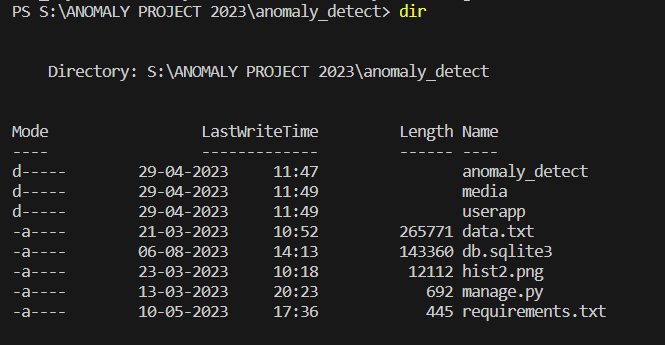 PS S:\ANOMALY PROJECT 2023\anomaly_detect> dir
Directory: S:\ANOMALY PROJECT 2023\anomaly_detect
Mode                 LastWriteTime         Length Name
----                 -------------         ------ ----
d-----        29-04-2023     11:47                anomaly_detect
d-----        29-04-2023     11:49                media
d-----        29-04-2023     11:49                userapp
-a----        21-03-2023     10:52         265771 data.txt
-a----        06-08-2023     14:13         143360 db.sqlite3
-a----        23-03-2023     10:18          12112 hist2.png
-a----        13-03-2023     20:23            692 manage.py
-a----        10-05-2023     17:36            445 requirements.txt